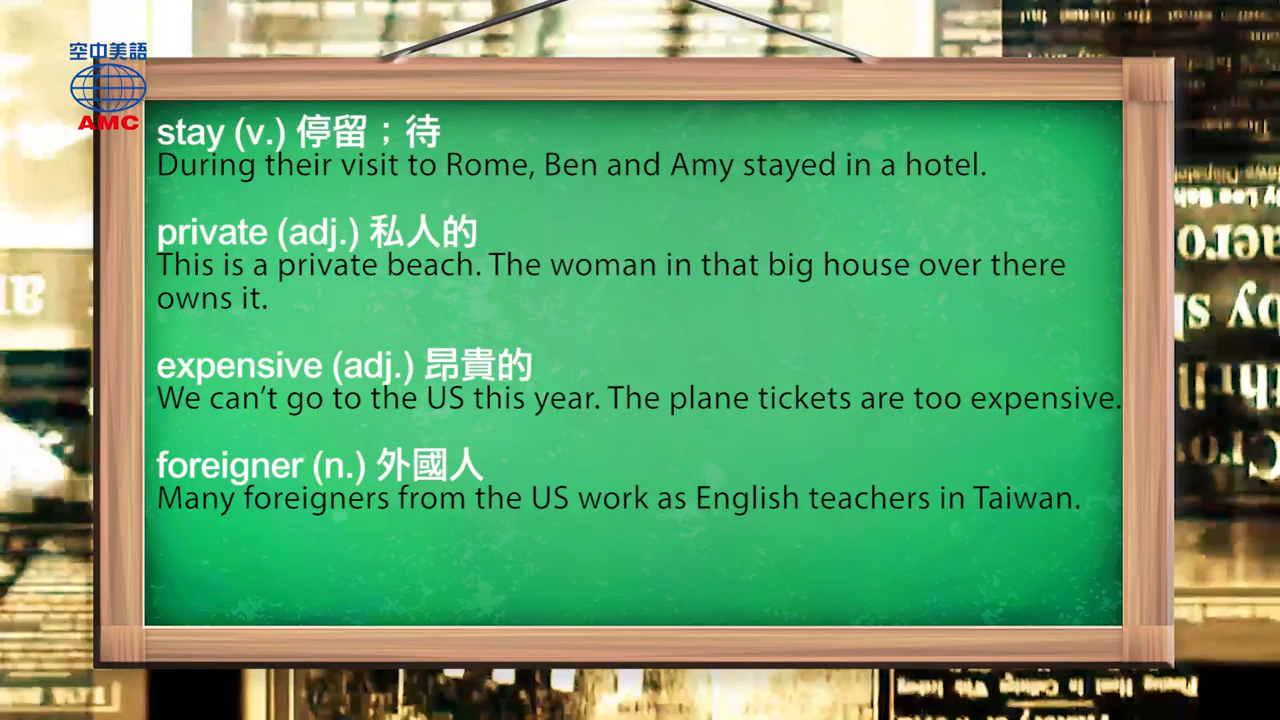 空中美語
AMC
stay (v.) 停留；待
During their visit to Rome, Ben and Amy stayed in a hotel.
private (adj.) 私人的
This is a private beach. The woman in that big house over there
owns it.
expensive (adj.) 昂貴的
We can’t go to the US this year. The plane tickets are too expensive.
foreigner (n.) 外國人
Many foreigners from the US work as English teachers in Taiwan.